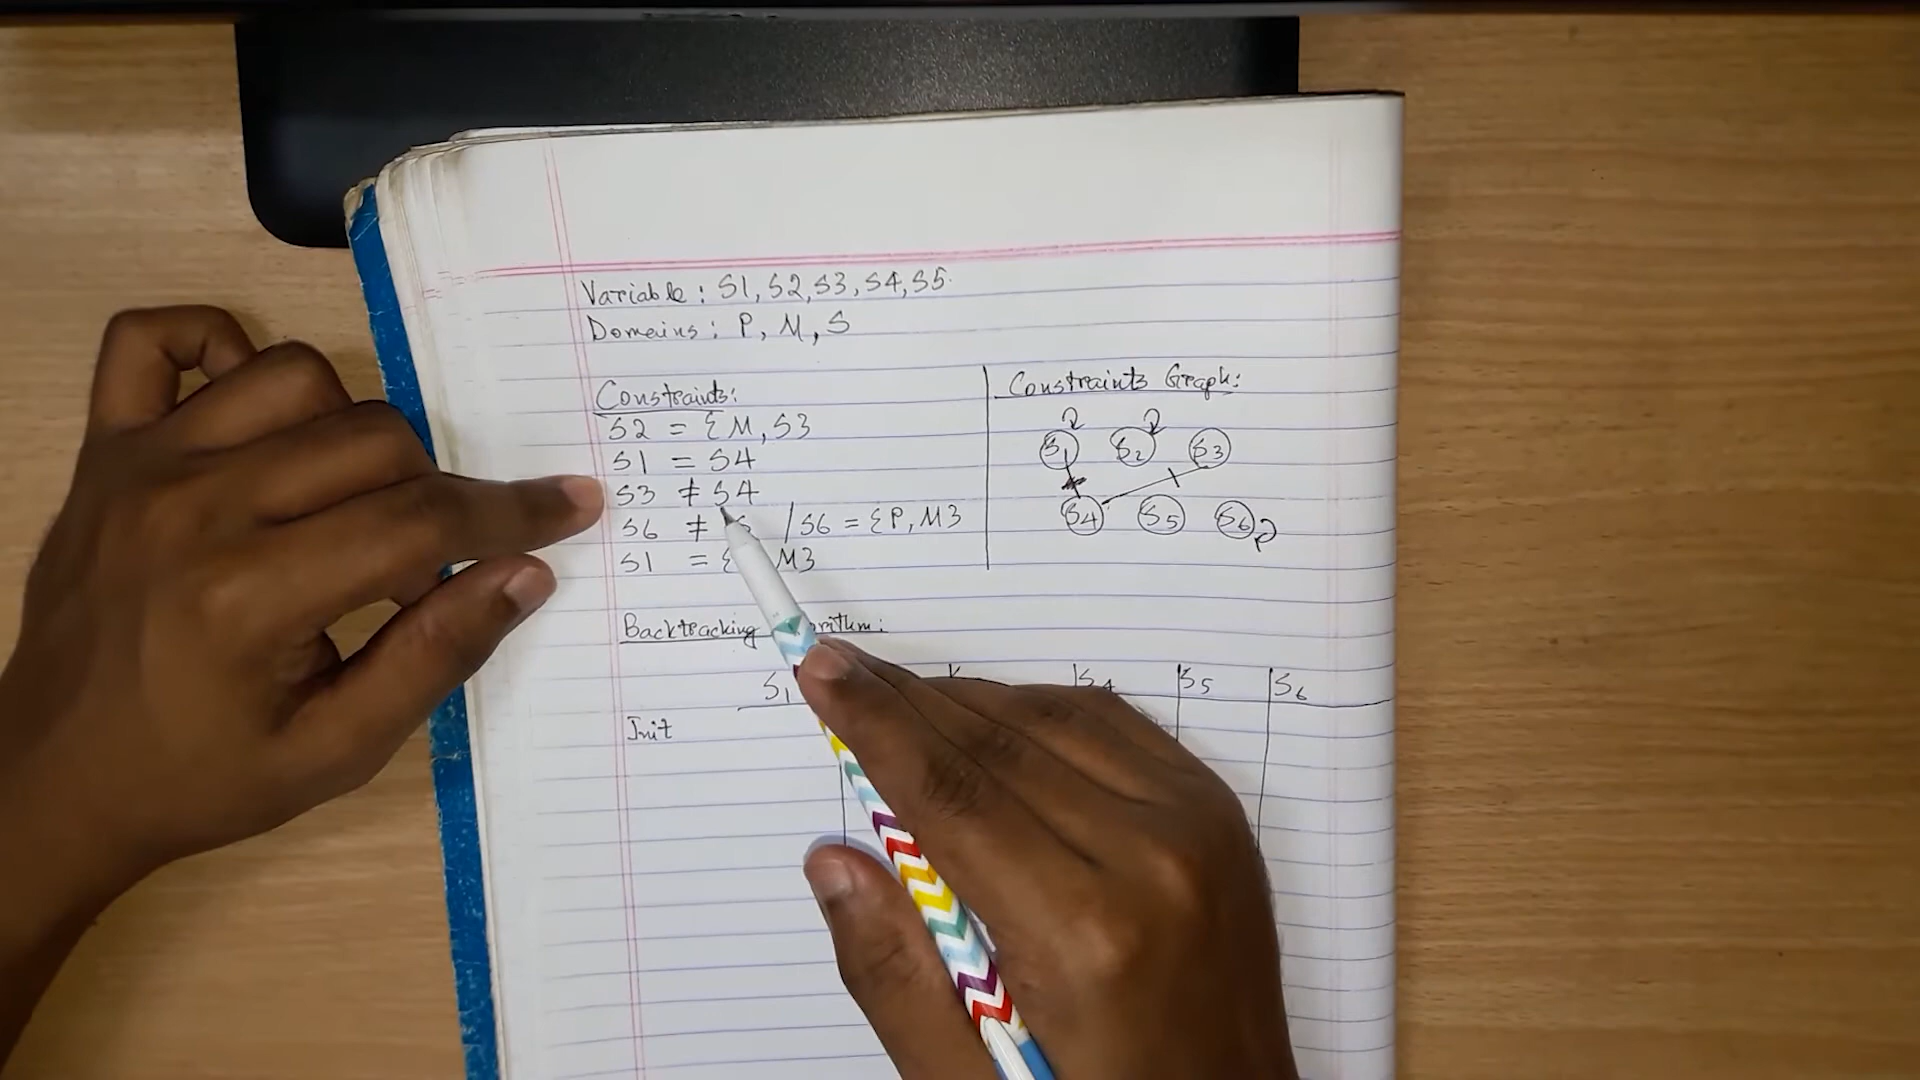 Variable : S1, S2, S3, S4, S5.
Domains : P, M, S
Constraints:
S2 = {M, S}
S1 = S4
S3 ≠ S4
S6 ≠ S / S6 = {P, M}
S1 = { M}
Constraints Graph:
S1 S2 S3
S4 S5 S6
Backtracking :
S1 S4 S5 S6
Init